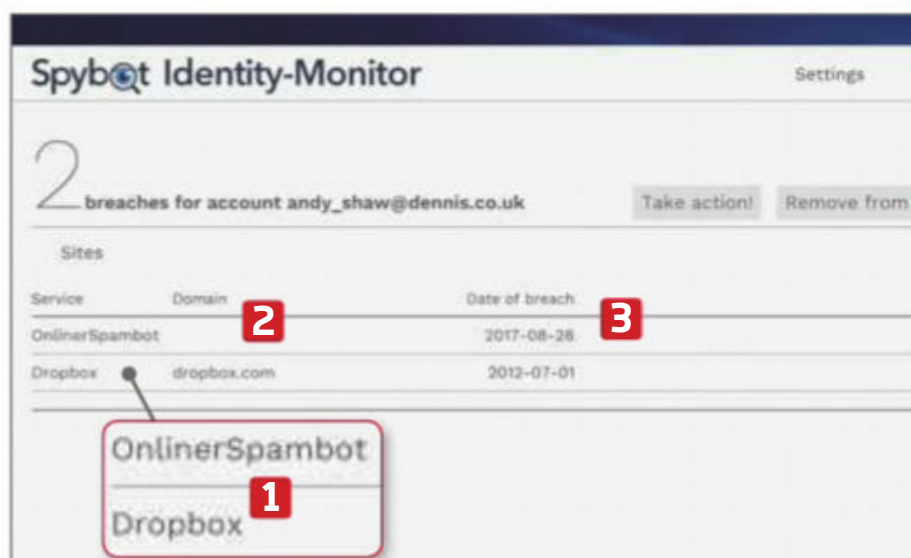 Spybot Identity-Monitor Settings
2 breaches for account andy_shaw@dennis.co.uk Take action! Remove from
Sites
Service Domain 2 Date of breach 3
OnlinerSpambot 2017-08-26
Dropbox dropbox.com 2012-07-01
OnlinerSpambot
1
Dropbox